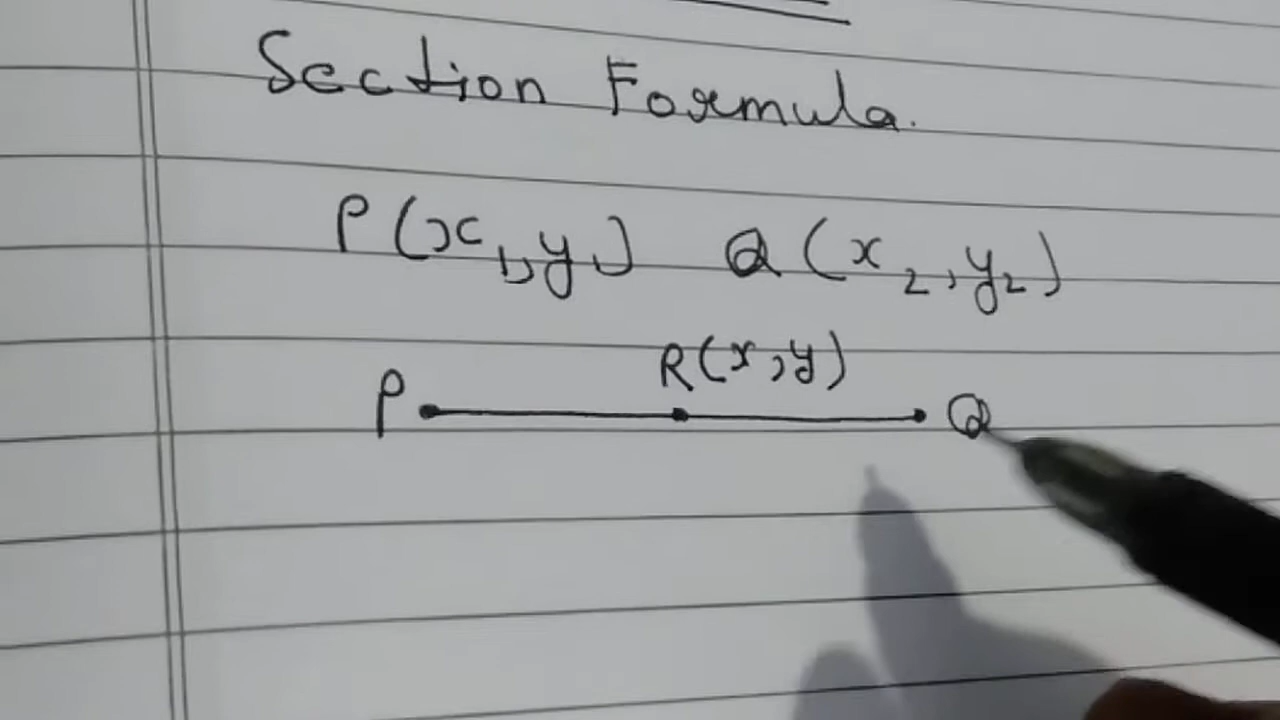 Section Formula.
P(x₁,y₁) Q(x₂,y₂)
R(x,y)
P Q